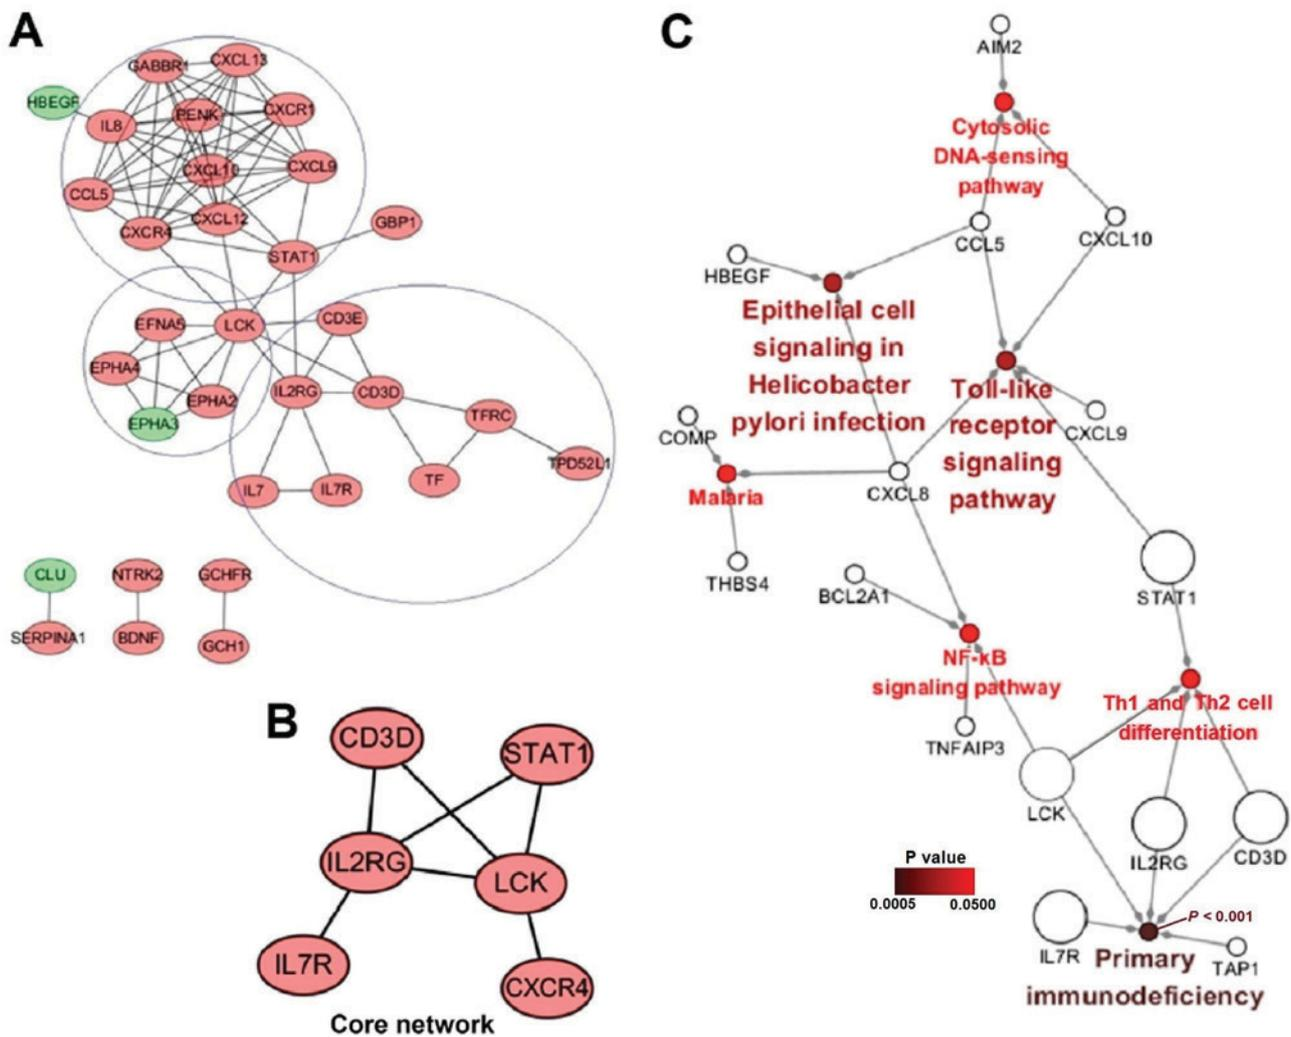 A
GABBR1
CXCL13
HBEGF
IL8
PENK
CXCR1
CXCL10
CXCL9
CCL5
CXCR4
CXCL12
GBP1
STAT1
EFNA5
LCK
CD3E
EPHA4
EPHA2
IL2RG
CD3D
EPHA3
TFRC
TPD52L1
IL7
IL7R
TF
CLU
NTRK2
GCHFR
SERPINA1
BDNF
GCH1
B
CD3D
STAT1
IL2RG
LCK
IL7R
CXCR4
Core network
C
AIM2
Cytosolic
DNA-sensing
pathway
CCL5
CXCL10
HBEGF
Epithelial cell
signaling in
Helicobacter
pylori infection
Toll-like
receptor
signaling
pathway
CXCL9
COMP
Malaria
CXCL8
THBS4
BCL2A1
STAT1
NF-κB
signaling pathway
TNFAIP3
Th1 and Th2 cell
differentiation
LCK
IL2RG
CD3D
P value
0.0005 0.0500
P < 0.001
IL7R
TAP1
Primary
immunodeficiency